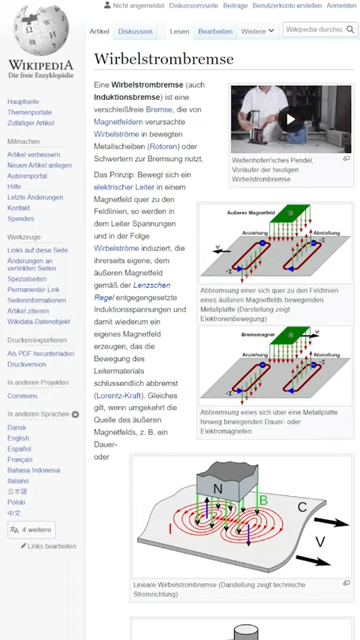 Nicht angemeldet Diskussionsseite Beiträge Benutzerkonto erstellen Anmelden
Artikel Diskussion Lesen Bearbeiten Weitere Wikipedia durchsu
WIKIPEDIA
Die freie Enzyklopädie
Hauptseite
Themenportale
Zufälliger Artikel
Mitmachen
Artikel verbessern
Neuen Artikel anlegen
Autorenportal
Hilfe
Letzte Änderungen
Kontakt
Spenden
Werkzeuge
Links auf diese Seite
Änderungen an
verlinkten Seiten
Spezialseiten
Permanenter Link
Seiteninformationen
Artikel zitieren
Wikidata-Datenobjekt
Drucken/exportieren
Als PDF herunterladen
Druckversion
In anderen Projekten
Commons
In anderen Sprachen
Dansk
English
Español
Français
Bahasa Indonesia
Italiano
日本語
Polski
中文
4 weitere
Links bearbeiten
Wirbelstrombremse
Eine Wirbelstrombremse (auch
Induktionsbremse) ist eine
verschleißfreie Bremse, die von
Magnetfeldern verursachte
Wirbelströme in bewegten
Metallscheiben (Rotoren) oder
Schwertern zur Bremsung nutzt.
Das Prinzip: Bewegt sich ein
elektrischer Leiter in einem
Magnetfeld quer zu den
Feldlinien, so werden in
dem Leiter Spannungen
und in der Folge
Wirbelströme induziert, die
ihrerseits eigene, dem
äußeren Magnetfeld
gemäß der Lenzschen
Regel entgegengesetzte
Induktionsspannungen und
damit wiederum ein
eigenes Magnetfeld
erzeugen, das die
Bewegung des
Leitermaterials
schlussendlich abbremst
(Lorentz-Kraft). Gleiches
gilt, wenn umgekehrt die
Quelle des äußeren
Magnetfelds, z. B. ein
Dauer-
oder
Waltenhofen'sches Pendel,
Vorläufer der heutigen
Wirbelstrombremse
Äußeres Magnetfeld
Anziehung Abstoßung
v
-I -I
Abbremsung einer sich quer zu den Feldlinien
eines äußeren Magnetfelds bewegenden
Metallplatte (Darstellung zeigt
Elektronenbewegung)
Bremsmagnet
v
Anziehung Abstoßung
-I -I
Abbremsung eines sich über eine Metallplatte
hinweg bewegenden Dauer- oder
Elektromagneten
N
B
C
I
V
Lineare Wirbelstrombremse (Darstellung zeigt technische
Stromrichtung)